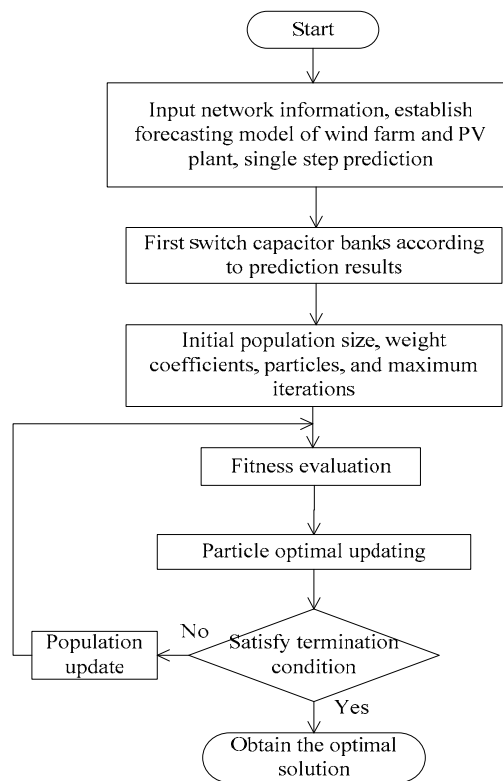 Start
Input network information, establish
forecasting model of wind farm and PV
plant, single step prediction
First switch capacitor banks according
to prediction results
Initial population size, weight
coefficients, particles, and maximum
iterations
Fitness evaluation
Particle optimal updating
Satisfy termination
condition
No
Population
update
Yes
Obtain the optimal
solution